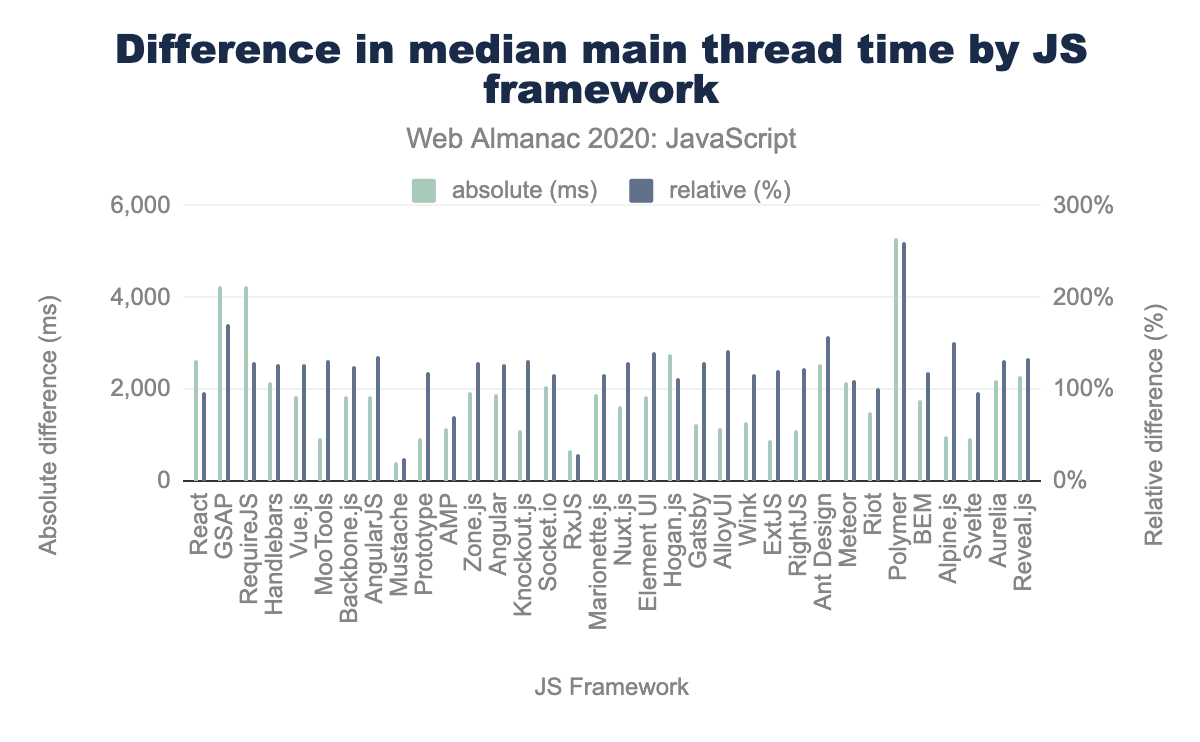 Difference in median main thread time by JS
framework
Web Almanac 2020: JavaScript
absolute (ms)
relative (%)
6,000
4,000
2,000
0
300%
200%
100%
0%
Absolute difference (ms)
Relative difference (%)
React
GSAP
RequireJS
Handlebars
Vue.js
MooTools
Backbone.js
AngularJS
Mustache
Prototype
AMP
Zone.js
Angular
Knockout.js
Socket.io
RxJS
Marionette.js
Nuxt.js
Element UI
Hogan.js
Gatsby
AlloyUI
Wink
ExtJS
RightJS
Ant Design
Meteor
Riot
Polymer
BEM
Alpine.js
Svelte
Aurelia
Reveal.js
JS Framework